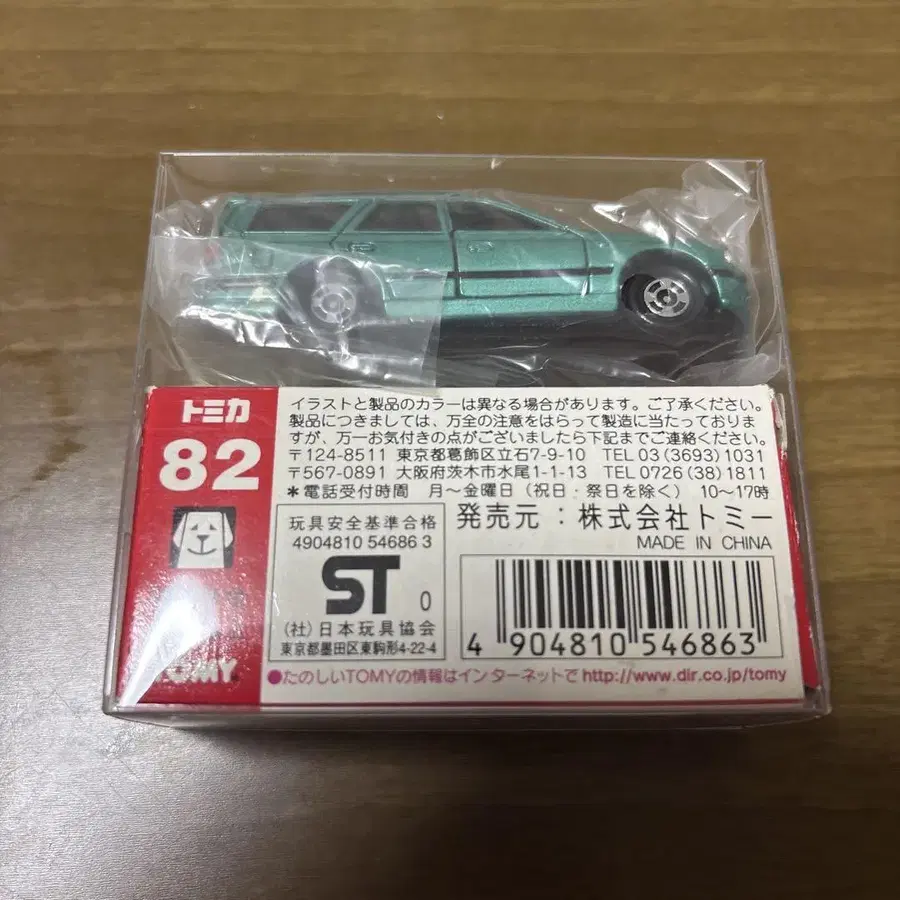 トミカ
82
イラストと製品のカラーは異なる場合があります。ご了承ください。
製品につきましては、万全の注意をはらって製造に当たっておりま
すが、万一お気付きの点がございましたら下記までご連絡ください。
〒124-8511 東京都葛飾区立石7-9-10 TEL 03 (3693) 1031
〒567-0891 大阪府茨木市水尾1-1-13 TEL 0726 (38) 1811
*電話受付時間 月～金曜日 (祝日・祭日を除く) 10～17時
玩具安全基準合格
4904810 54686 3
ST 0
(社)日本玩具協会
東京都墨田区東駒形4-22-4
発売元：株式会社トミー
MADE IN CHINA
4 904810 546863
TOMY
●たのしいTOMYの情報はインターネットで http://www.dir.co.jp/tomy